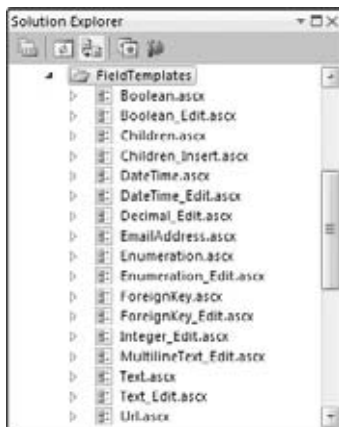 Solution Explorer
FieldTemplates
Boolean.ascx
Boolean_Edit.ascx
Children.ascx
Children_Insert.ascx
DateTime.ascx
DateTime_Edit.ascx
Decimal_Edit.ascx
EmailAddress.ascx
Enumeration.ascx
Enumeration_Edit.ascx
ForeignKey.ascx
ForeignKey_Edit.ascx
Integer_Edit.ascx
MultilineText_Edit.ascx
Text.ascx
Text_Edit.ascx
Url.ascx